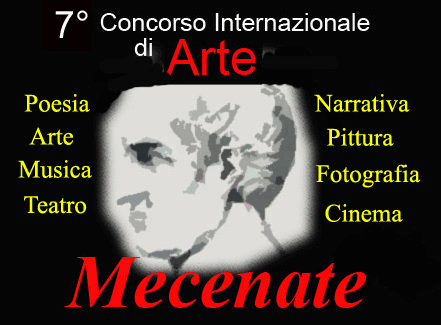 7° Concorso Internazionale
di Arte
Poesia
Arte
Musica
Teatro
Narrativa
Pittura
Fotografia
Cinema
Mecenate